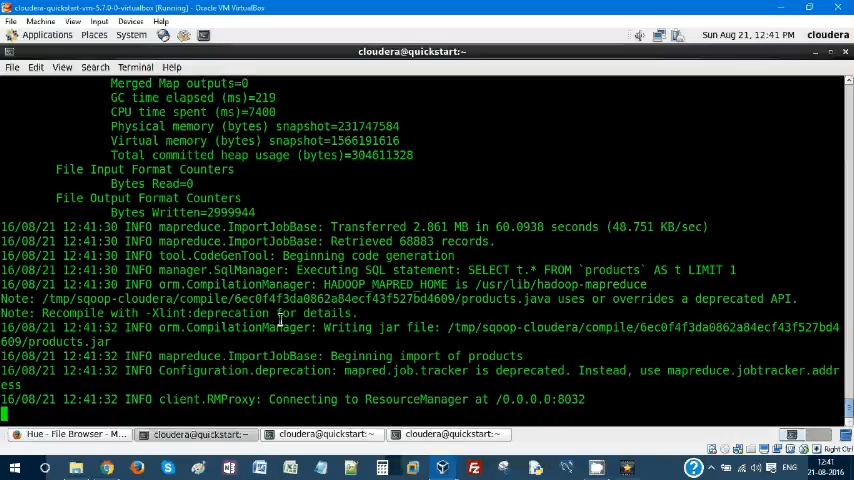 cloudera-quickstart-vm-5.7.0-0-virtualbox [Running] - Oracle VM VirtualBox
File Machine View Input Devices Help
Applications Places System Sun Aug 21, 12:41 PM cloudera
cloudera@quickstart:~
File Edit View Search Terminal Help
Merged Map outputs=0
GC time elapsed (ms)=219
CPU time spent (ms)=7400
Physical memory (bytes) snapshot=231747584
Virtual memory (bytes) snapshot=1566191616
Total committed heap usage (bytes)=304611328
File Input Format Counters
Bytes Read=0
File Output Format Counters
Bytes Written=2999944
16/08/21 12:41:30 INFO mapreduce.ImportJobBase: Transferred 2.861 MB in 60.0938 seconds (48.751 KB/sec)
16/08/21 12:41:30 INFO mapreduce.ImportJobBase: Retrieved 68883 records.
16/08/21 12:41:30 INFO tool.CodeGenTool: Beginning code generation
16/08/21 12:41:30 INFO manager.SqlManager: Executing SQL statement: SELECT t.* FROM `products` AS t LIMIT 1
16/08/21 12:41:30 INFO orm.CompilationManager: HADOOP_MAPRED_HOME is /usr/lib/hadoop-mapreduce
Note: /tmp/sqoop-cloudera/compile/6ec0f4f3da0862a84ecf43f527bd4609/products.java uses or overrides a deprecated API.
Note: Recompile with -Xlint:deprecation for details.
16/08/21 12:41:32 INFO orm.CompilationManager: Writing jar file: /tmp/sqoop-cloudera/compile/6ec0f4f3da0862a84ecf43f527bd4
609/products.jar
16/08/21 12:41:32 INFO mapreduce.ImportJobBase: Beginning import of products
16/08/21 12:41:32 INFO Configuration.deprecation: mapred.job.tracker is deprecated. Instead, use mapreduce.jobtracker.addr
ess
16/08/21 12:41:32 INFO client.RMProxy: Connecting to ResourceManager at /0.0.0.0:8032
Hue - File Browser - M... cloudera@quickstart:~ cloudera@quickstart:~ cloudera@quickstart:~
Right Ctrl
ENG
12:41
21-08-2016